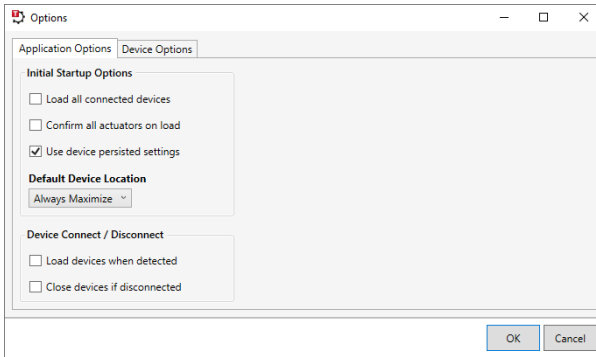 Options
Application Options Device Options
Initial Startup Options
Load all connected devices
Confirm all actuators on load
Use device persisted settings
Default Device Location
Always Maximize
Device Connect / Disconnect
Load devices when detected
Close devices if disconnected
OK Cancel